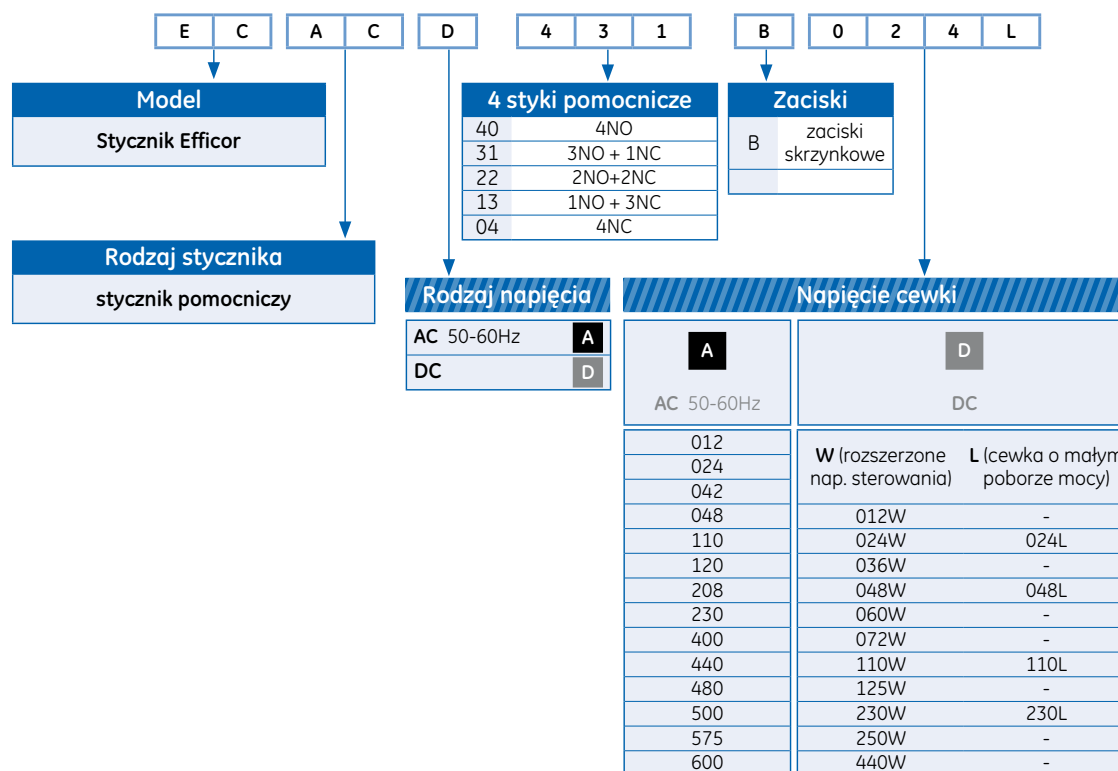 E C A C D 4 3 1 B 0 2 4 L
Model
Stycznik Efficor
4 styki pomocnicze
40 4NO
31 3NO + 1NC
22 2NO+2NC
13 1NO + 3NC
04 4NC
Zaciski
B zaciski
skrzynkowe
Rodzaj stycznika
stycznik pomocniczy
Rodzaj napięcia
AC 50-60Hz A
DC D
Napięcie cewki
A D
AC 50-60Hz DC
012
024
042
W (rozszerzone L (cewka o małym
nap. sterowania) poborze mocy)
048 012W -
110 024W 024L
120 036W -
208 048W 048L
230 060W -
400 072W -
440 110W 110L
480 125W -
500 230W 230L
575 250W -
600 440W -